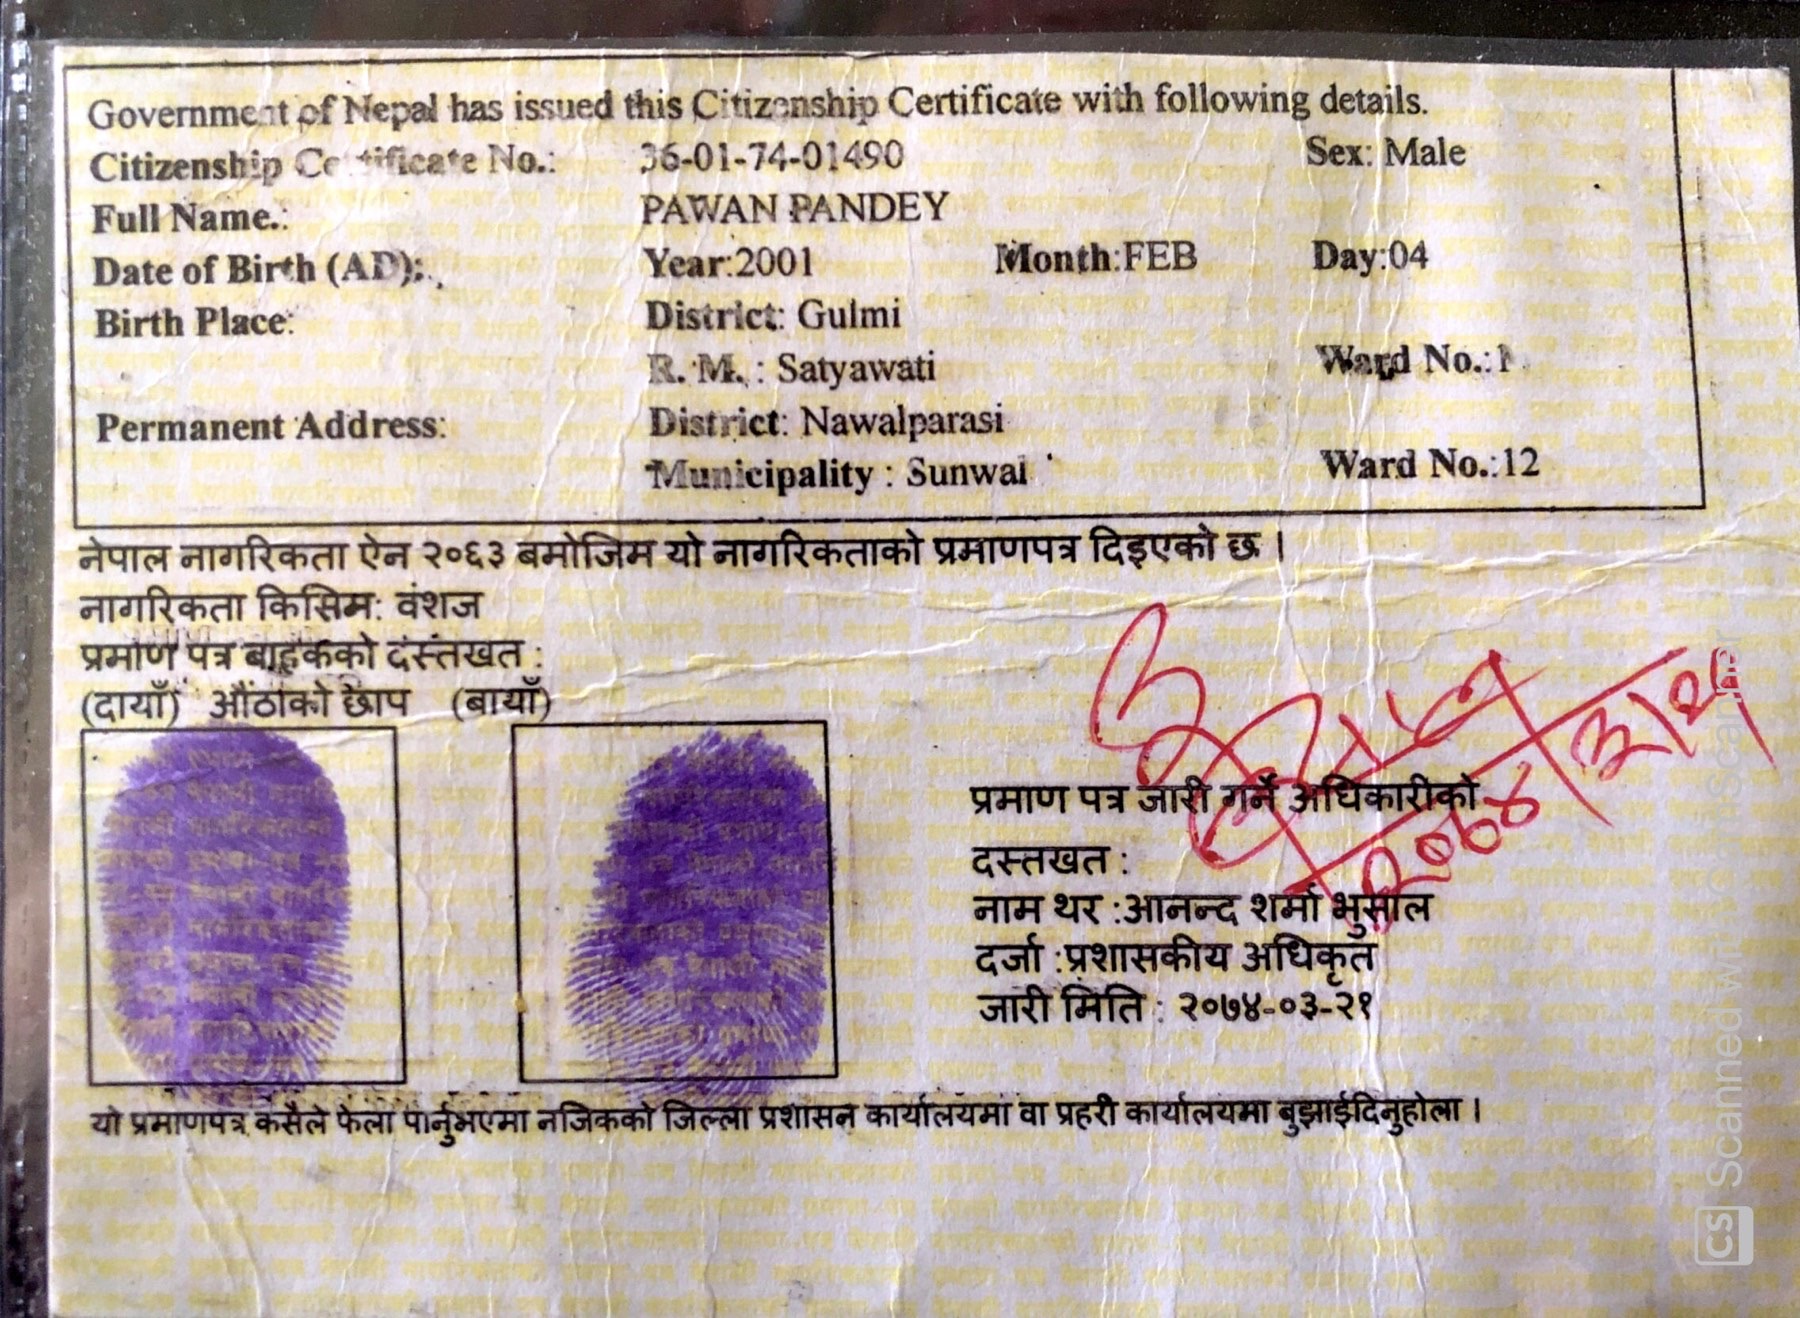 Government of Nepal has issued this Citizenship Certificate with following details.
Citizenship Certificate No.: 36-01-74-01490 Sex: Male
Full Name.: PAWAN PANDEY
Date of Birth (AD): Year:2001 Month:FEB Day:04
Birth Place: District: Gulmi
R. M. : Satyawati Ward No.:
Permanent Address: District: Nawalparasi
Municipality : Sunwal Ward No.:12
नेपाल नागरिकता ऐन २०६३ बमोजिम यो नागरिकताको प्रमाणपत्र दिइएको छ ।
नागरिकता किसिम: वंशज
प्रमाण पत्र बाहकको दस्तखत :
(दायाँ) औंठाको छाप (बायाँ)
प्रमाण पत्र जारी गर्ने अधिकारीको
दस्तखत :
२०७४।३।२१
नाम थर :आनन्द शर्मा भुसाल
दर्जा :प्रशासकीय अधिकृत
जारी मिति : २०७४-०३-२१
यो प्रमाणपत्र कसैले फेला पार्नुभएमा नजिकको जिल्ला प्रशासन कार्यालयमा वा प्रहरी कार्यालयमा बुझाईदिनुहोला ।
CS Scanned with CamScanner